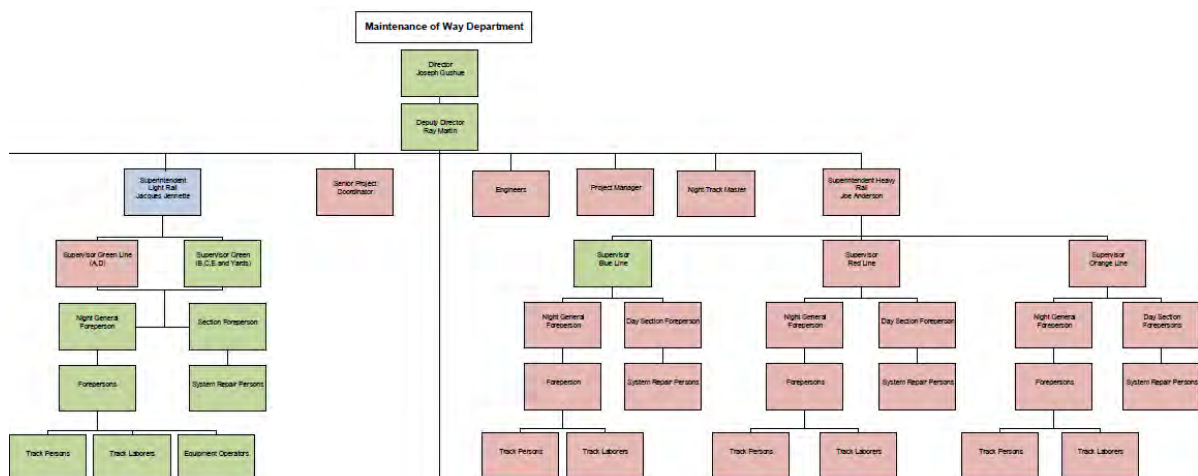 Maintenance of Way Department
Director
Joseph Gushue
Deputy Director
Ray Martin
Superintendent
Light Rail
Jacques Jennette
Senior Project
Coordinator
Engineers
Project Manager
Night Track Master
Superintendent Heavy
Rail
Joe Anderson
Supervisor Green Line
(A,D)
Supervisor Green
(B,C,E and Yards)
Supervisor
Blue Line
Supervisor
Red Line
Supervisor
Orange Line
Night General
Foreperson
Section Foreperson
Night General
Foreperson
Day Section Foreperson
Night General
Foreperson
Day Section Foreperson
Night General
Foreperson
Day Section
Forepersons
Forepersons
System Repair Persons
Foreperson
System Repair Persons
Forepersons
System Repair Persons
Forepersons
System Repair Persons
Track Persons
Track Laborers
Equipment Operators
Track Persons
Track Laborers
Track Persons
Track Laborers
Track Persons
Track Laborers